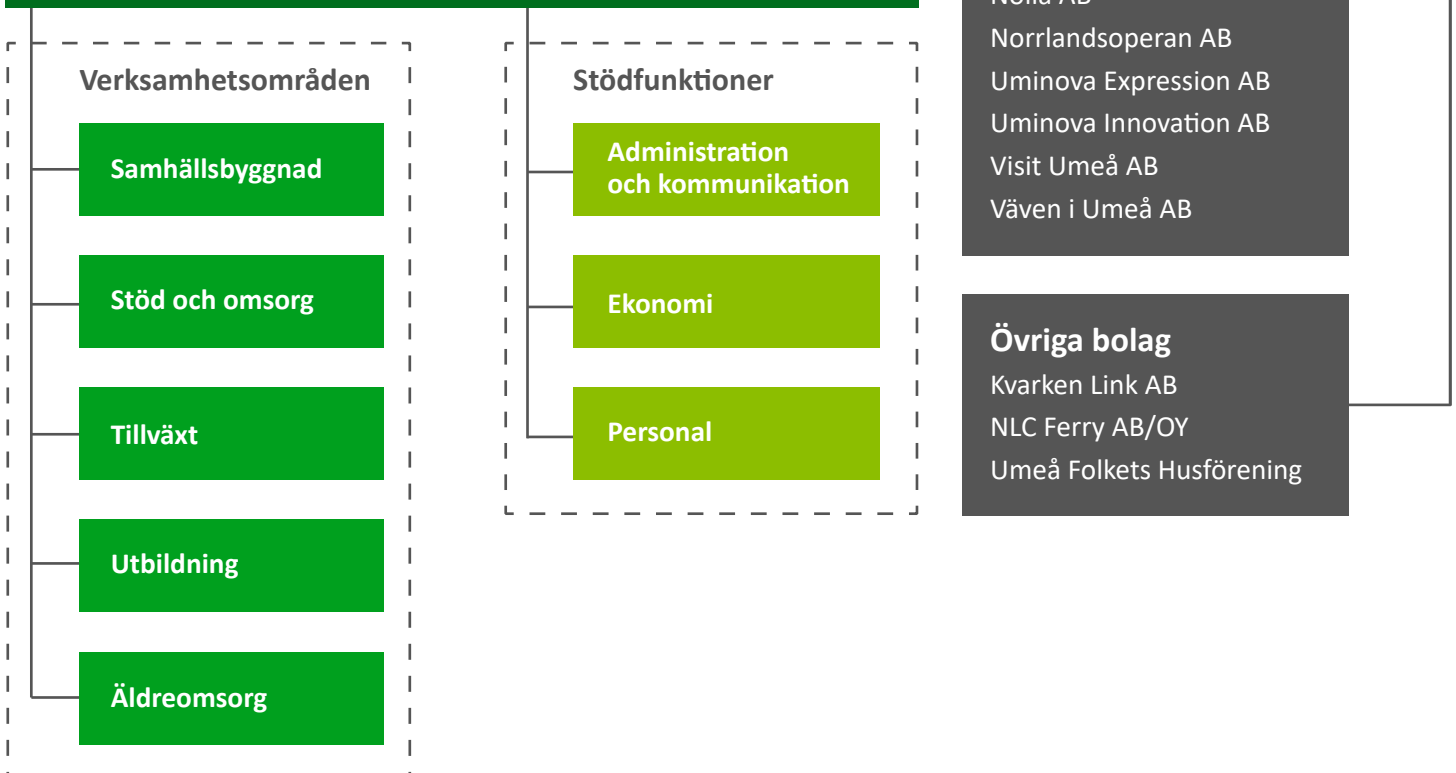 Verksamhetsområden
Samhällsbyggnad
Stöd och omsorg
Tillväxt
Utbildning
Äldreomsorg
Stödfunktioner
Administration
och kommunikation
Ekonomi
Personal
Nolia AB
Norrlandsoperan AB
Uminova Expression AB
Uminova Innovation AB
Visit Umeå AB
Väven i Umeå AB
Övriga bolag
Kvarken Link AB
NLC Ferry AB/OY
Umeå Folkets Husförening